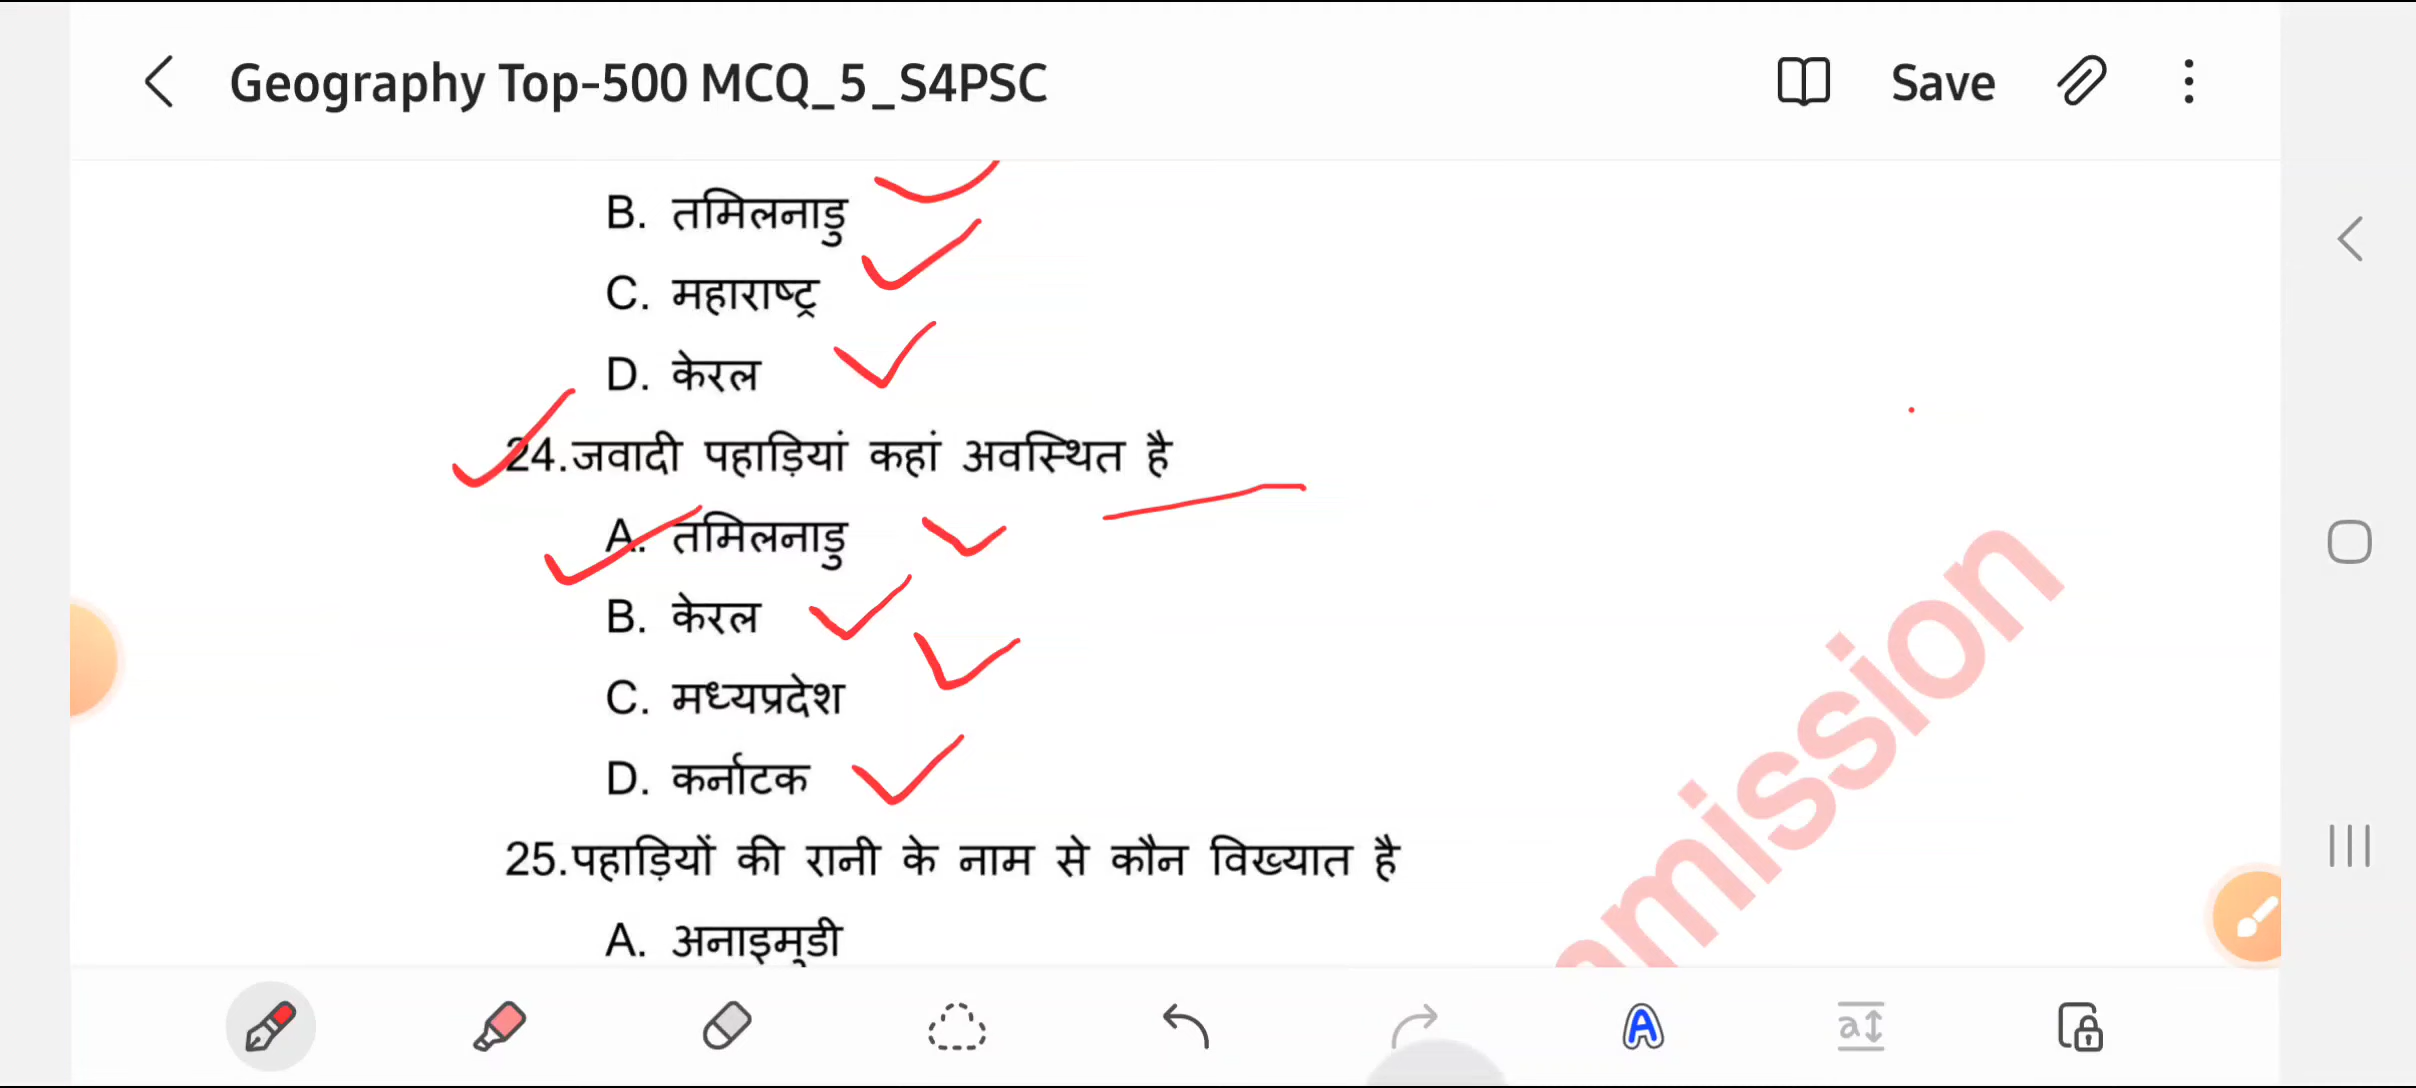 Geography Top-500 MCQ_5_S4PSC
Save
B. तमिलनाडु
C. महाराष्ट्र
D. केरल
24.जवादी पहाड़ियां कहां अवस्थित है
A. तमिलनाडु
B. केरल
C. मध्यप्रदेश
D. कर्नाटक
25.पहाड़ियों की रानी के नाम से कौन विख्यात है
A. अनाइमुडी
mmission